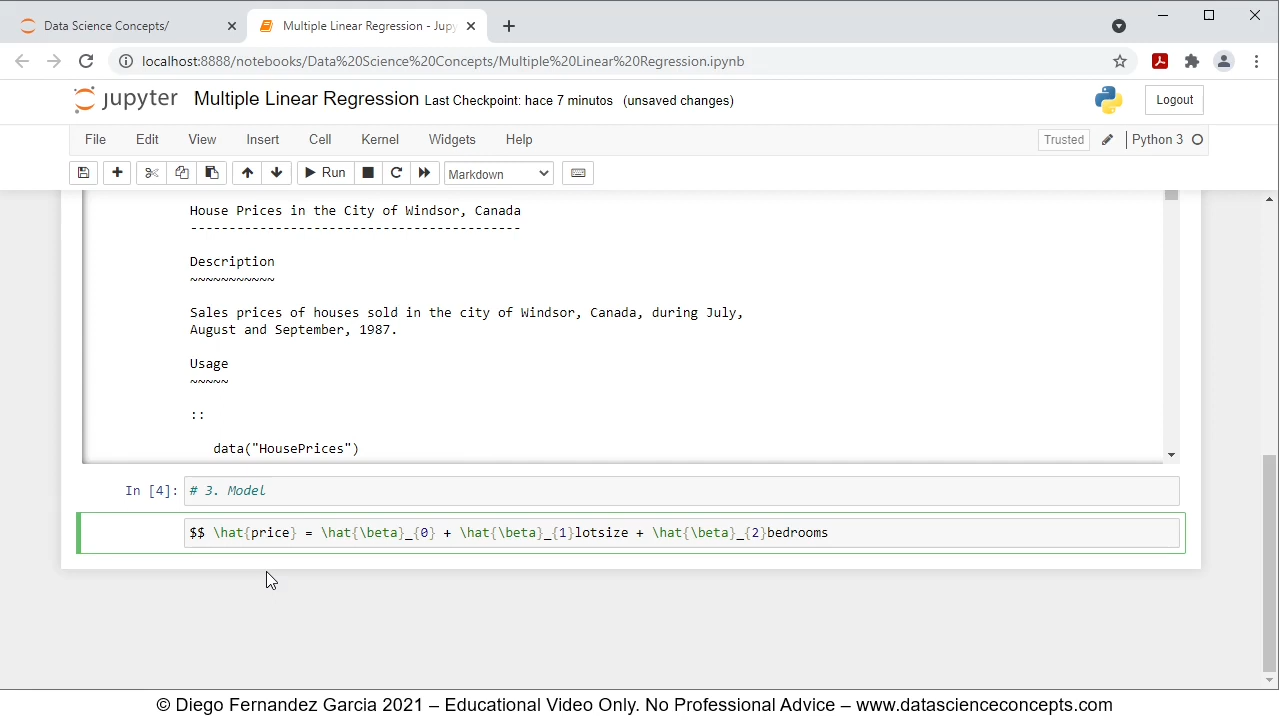 Data Science Concepts/
Multiple Linear Regression - Jupy
localhost:8888/notebooks/Data%20Science%20Concepts/Multiple%20Linear%20Regression.ipynb
jupyter Multiple Linear Regression Last Checkpoint: hace 7 minutos (unsaved changes)
Logout
File Edit View Insert Cell Kernel Widgets Help
Trusted
Python 3
Run
Markdown
House Prices in the City of Windsor, Canada
-------------------------------------------
Description
~~~~~~~~~~~
Sales prices of houses sold in the city of Windsor, Canada, during July,
August and September, 1987.
Usage
~~~~~
::
data("HousePrices")
In [4]: # 3. Model
$$ \hat{price} = \hat{\beta}_{0} + \hat{\beta}_{1}lotsize + \hat{\beta}_{2}bedrooms
© Diego Fernandez Garcia 2021 – Educational Video Only. No Professional Advice – www.datascienceconcepts.com